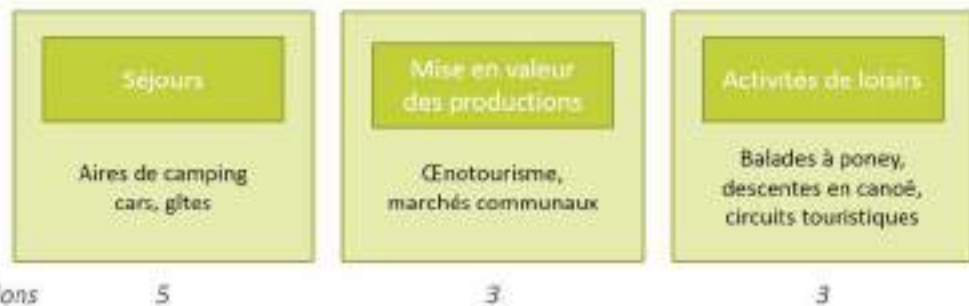 Séjours
Aires de camping
cars, gîtes
Mise en valeur
des productions
Œnotourisme,
marchés communaux
Activités de loisirs
Balades à poney,
descentes en canoë,
circuits touristiques
ons 5 3 3